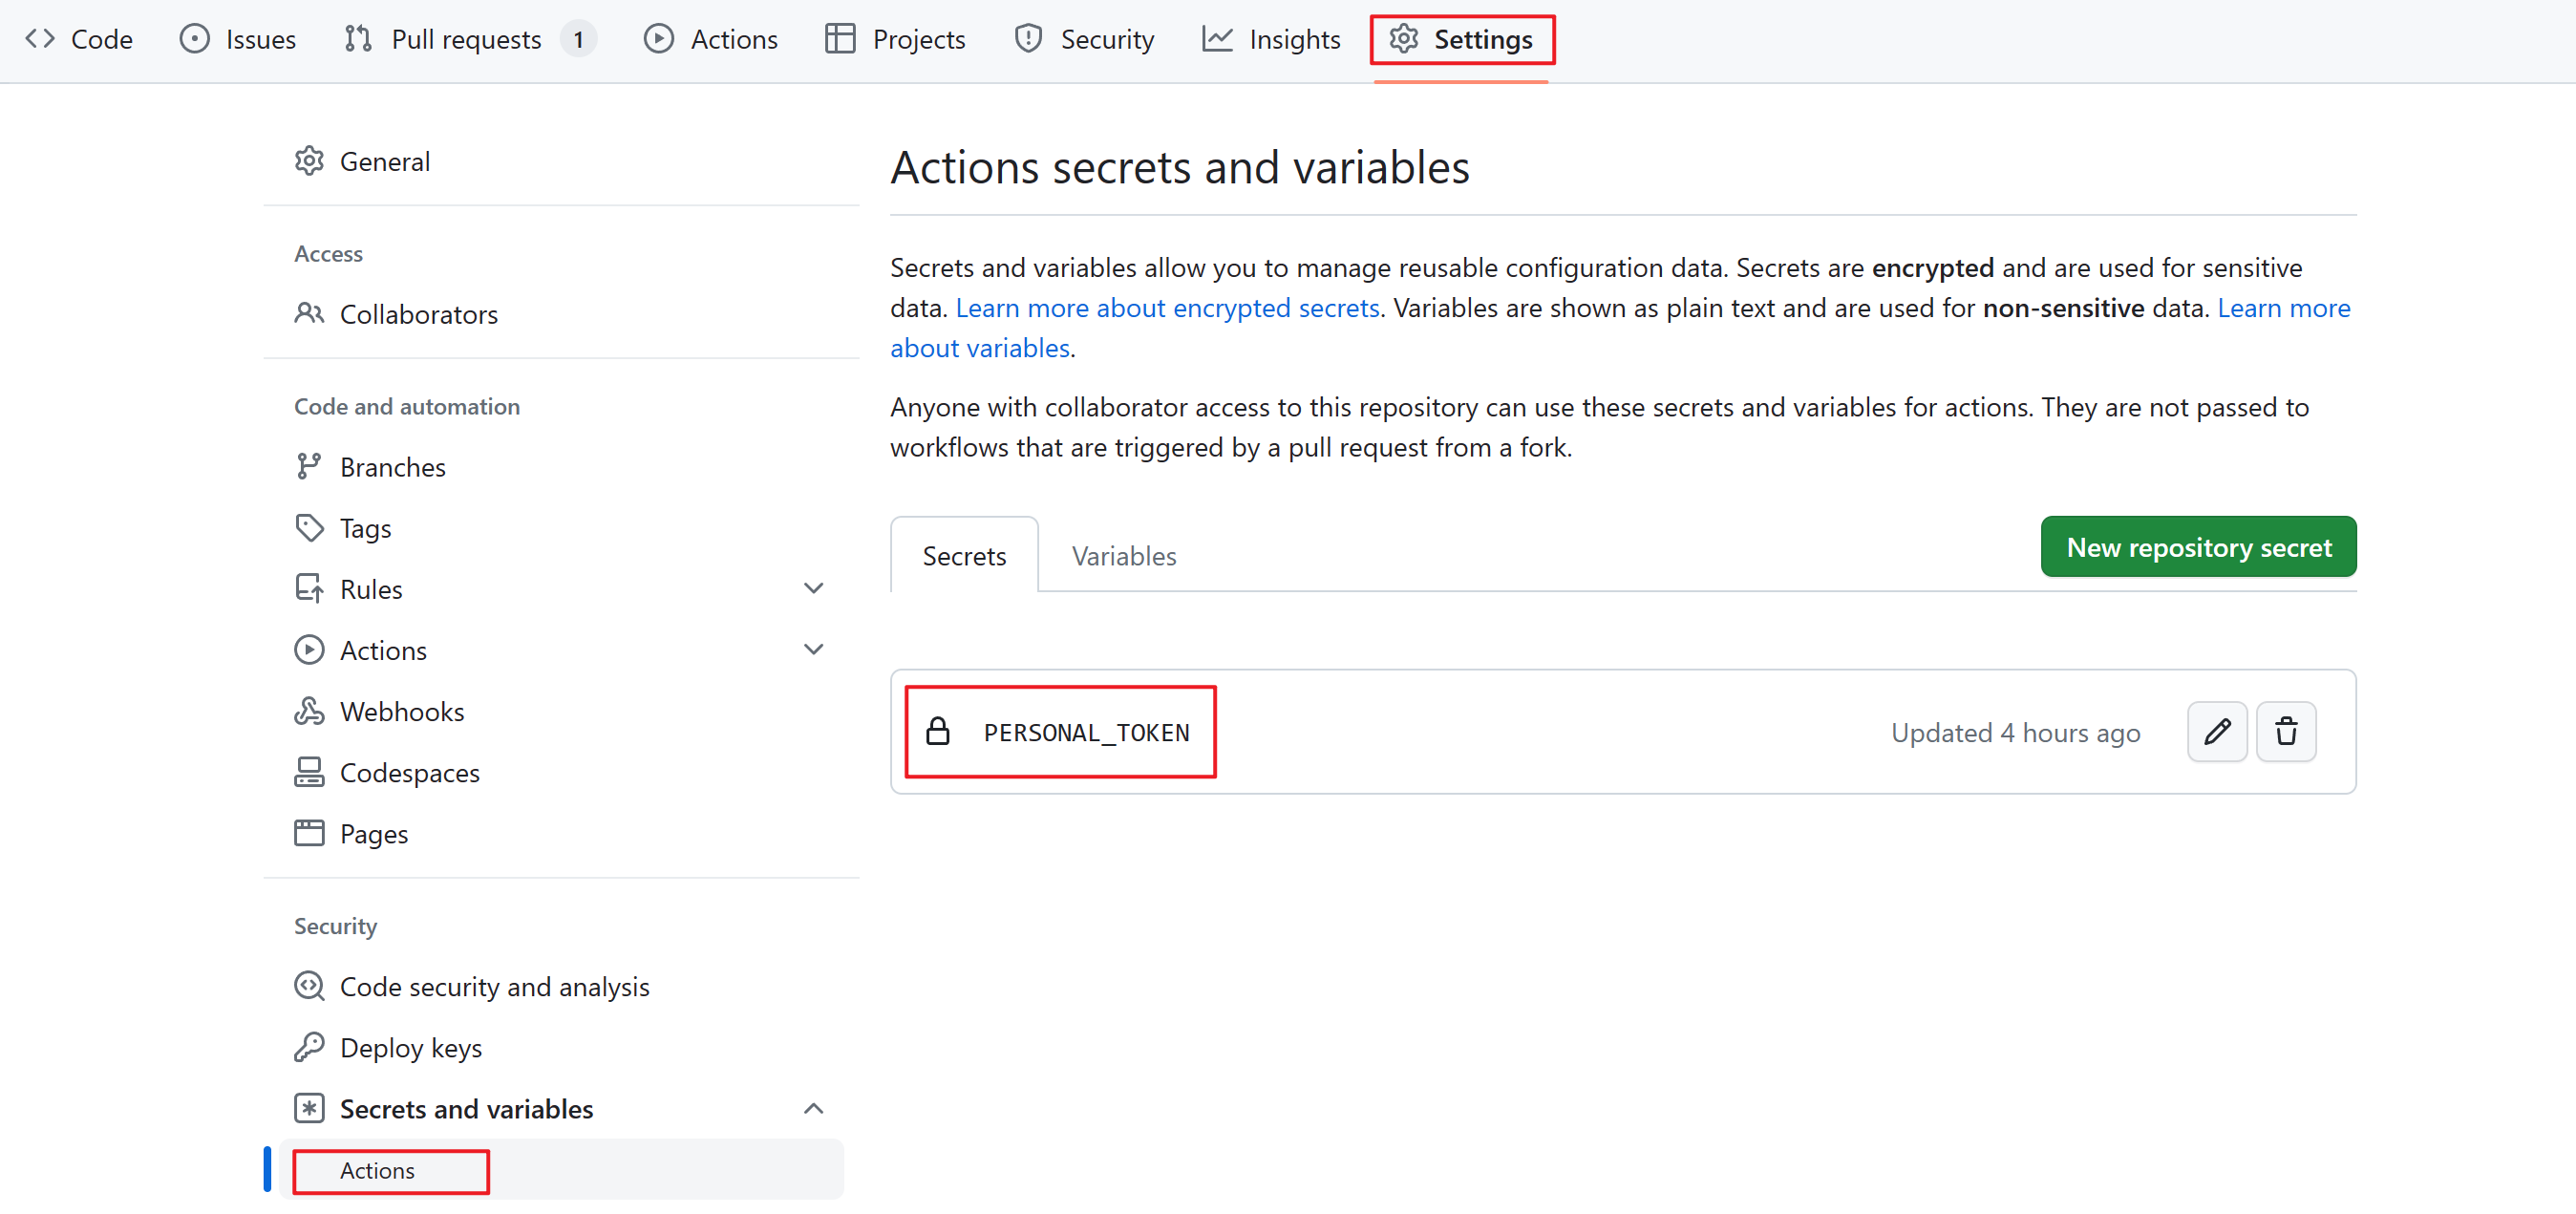 Code Issues Pull requests 1 Actions Projects Security Insights Settings
General
Access
Collaborators
Code and automation
Branches
Tags
Rules
Actions
Webhooks
Codespaces
Pages
Security
Code security and analysis
Deploy keys
Secrets and variables
Actions
Actions secrets and variables
Secrets and variables allow you to manage reusable configuration data. Secrets are encrypted and are used for sensitive
data. Learn more about encrypted secrets. Variables are shown as plain text and are used for non-sensitive data. Learn more
about variables.
Anyone with collaborator access to this repository can use these secrets and variables for actions. They are not passed to
workflows that are triggered by a pull request from a fork.
Secrets Variables New repository secret
PERSONAL_TOKEN Updated 4 hours ago